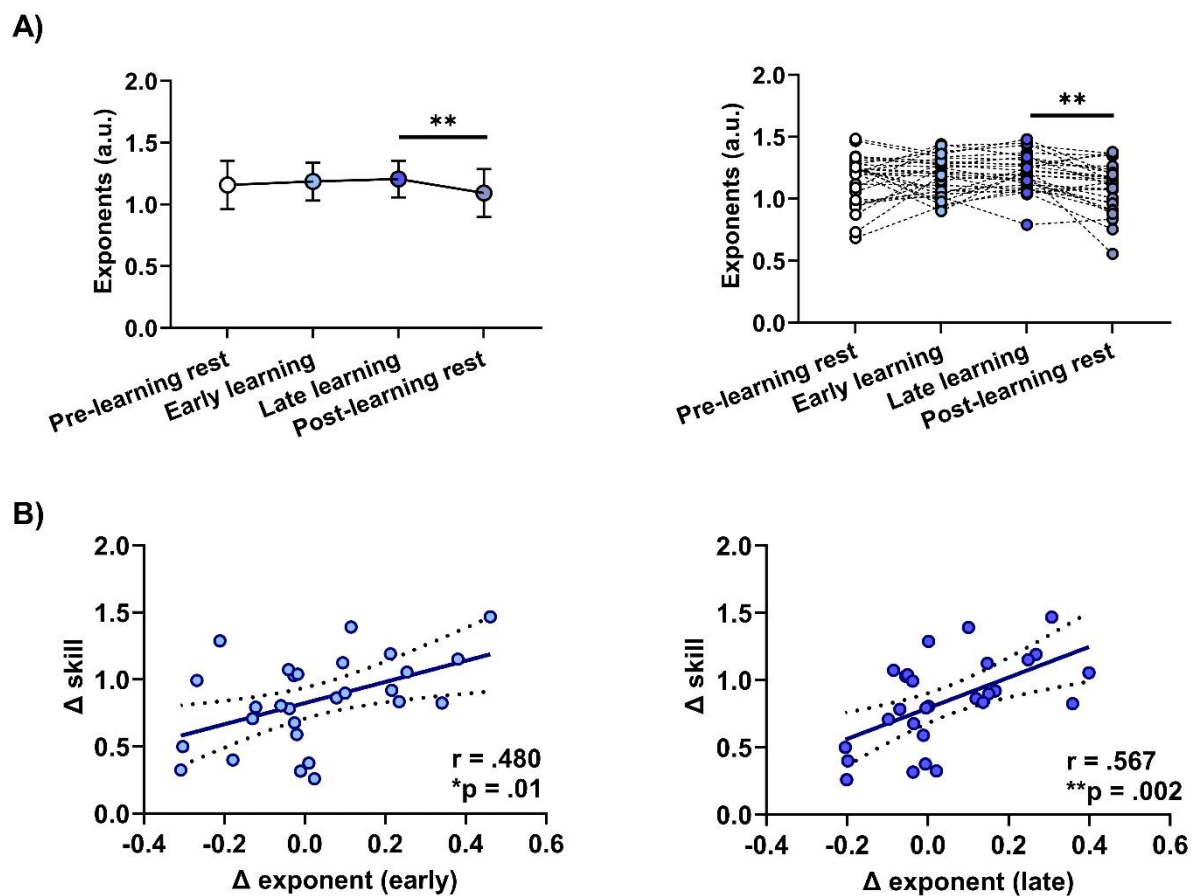 A)
2.0
1.5
1.0
0.5
0.0
Exponents (a.u.)
**
Pre-learning rest
Early learning
Late learning
Post-learning rest
2.0
1.5
1.0
0.5
0.0
Exponents (a.u.)
**
Pre-learning rest
Early learning
Late learning
Post-learning rest
B)
2.0
1.5
1.0
0.5
0.0
Δ skill
r = .480
*p = .01
-0.4 -0.2 0.0 0.2 0.4 0.6
Δ exponent (early)
2.0
1.5
1.0
0.5
0.0
Δ skill
r = .567
**p = .002
-0.4 -0.2 0.0 0.2 0.4 0.6
Δ exponent (late)